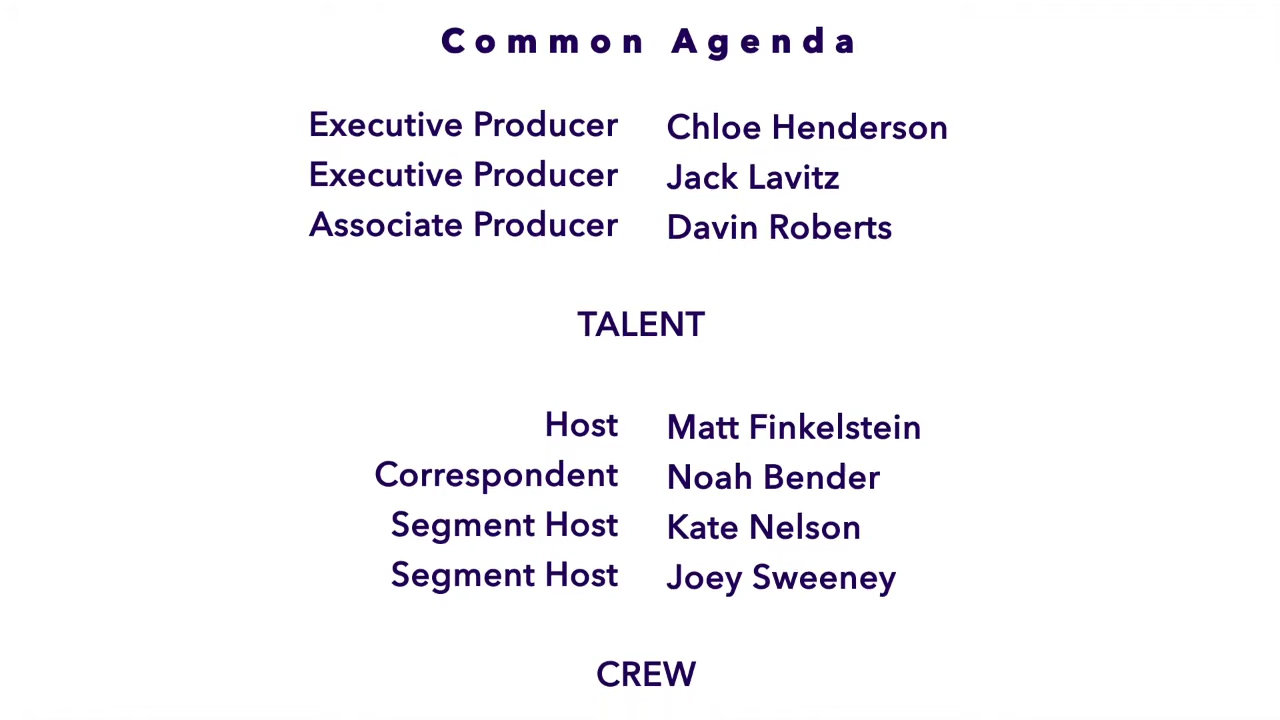 Common Agenda
Executive Producer Chloe Henderson
Executive Producer Jack Lavitz
Associate Producer Davin Roberts
TALENT
Host Matt Finkelstein
Correspondent Noah Bender
Segment Host Kate Nelson
Segment Host Joey Sweeney
CREW